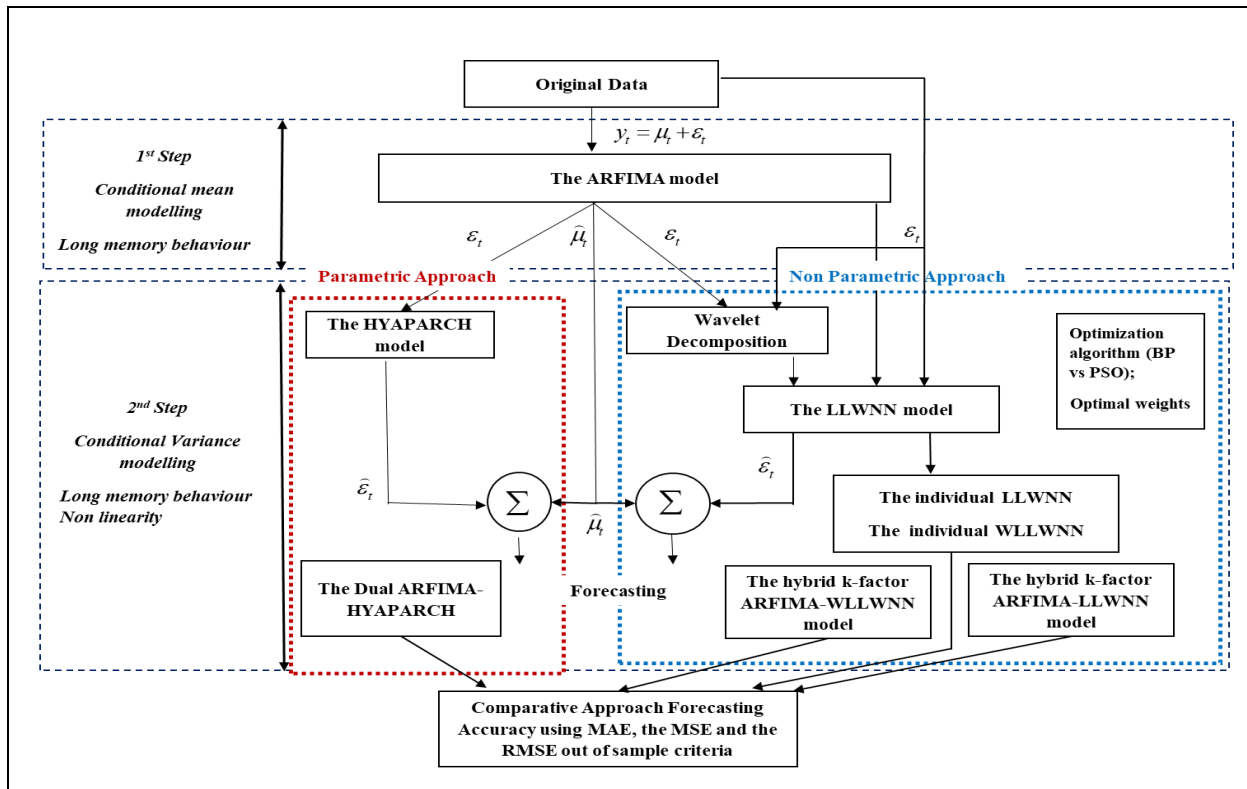 Original Data
y_t = μ_t + ε_t
1st Step
Conditional mean
modelling
Long memory behaviour
The ARFIMA model
ε_t
μ̂_t
ε_t
ε_t
Parametric Approach
Non Parametric Approach
2nd Step
Conditional Variance
modelling
Long memory behaviour
Non linearity
The HYAPARCH
model
Wavelet
Decomposition
Optimization
algorithm (BP
vs PSO);
Optimal weights
The LLWNN model
ε̂_t
Σ
μ̂_t
Σ
ε̂_t
The individual LLWNN
The individual WLLWNN
The Dual ARFIMA-
HYAPARCH
Forecasting
The hybrid k-factor
ARFIMA-WLLWNN
model
The hybrid k-factor
ARFIMA-LLWNN
model
Comparative Approach Forecasting
Accuracy using MAE, the MSE and the
RMSE out of sample criteria